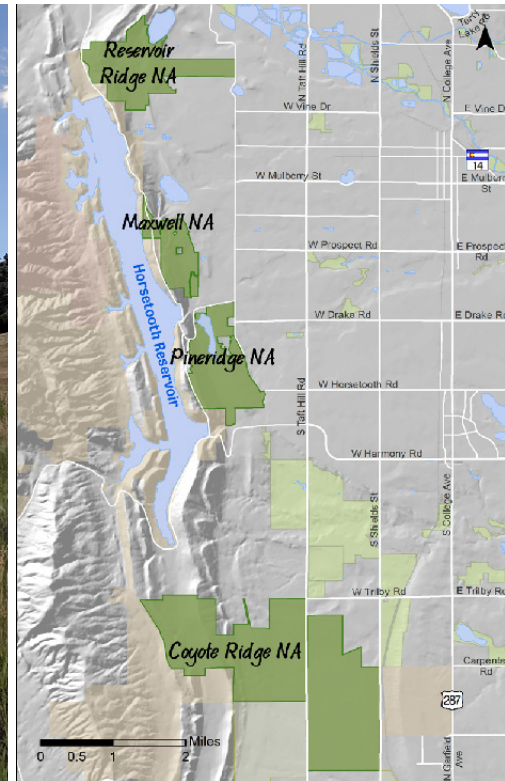 Terry
Lake Rd
Reservoir
Ridge NA
N Taft Hill Rd
N Shields St
N College Ave
W Vine Dr
E Vine D
14
W Mulberry St
E Mulber
St
Maxwell NA
W Prospect Rd
E Prospect
Rd
Horsetooth Reservoir
W Drake Rd
E Drake Rd
Pineridge NA
W Horsetooth Rd
S Taft Hill Rd
W Harmony Rd
S Shields St
S College Ave
W Trilby Rd
E Trilby Rd
Coyote Ridge NA
Carpente
Rd
287
N Garfield
Ave
Miles
0 0.5 1 2